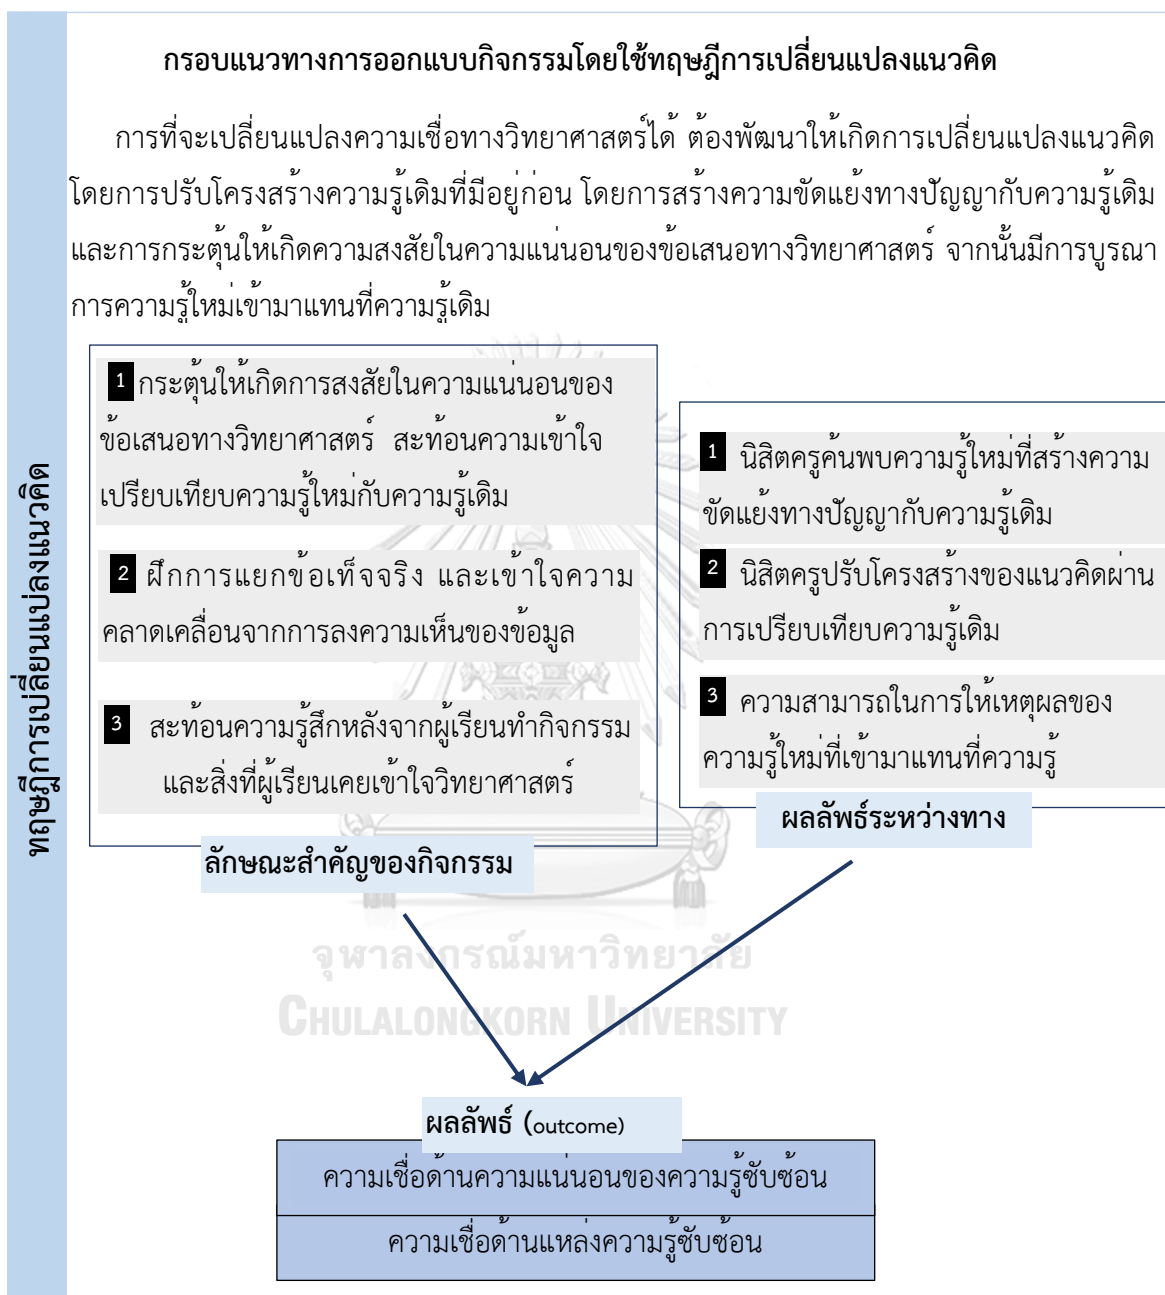 กรอบแนวทางการออกแบบกิจกรรมโดยใช้ทฤษฎีการเปลี่ยนแปลงแนวคิด
การที่จะเปลี่ยนแปลงความเชื่อทางวิทยาศาสตร์ได้ ต้องพัฒนาให้เกิดการเปลี่ยนแปลงแนวคิด
โดยการปรับโครงสร้างความรู้เดิมที่มีอยู่ก่อน โดยการสร้างความขัดแย้งทางปัญญากับความรู้เดิม
และการกระตุ้นให้เกิดความสงสัยในความแน่นอนของข้อเสนอทางวิทยาศาสตร์ จากนั้นมีการบูรณา
การความรู้ใหม่เข้ามาแทนที่ความรู้เดิม
ทฤษฎีการเปลี่ยนแปลงแนวคิด
1 กระตุ้นให้เกิดการสงสัยในความแน่นอนของ
ข้อเสนอทางวิทยาศาสตร์ สะท้อนความเข้าใจ
เปรียบเทียบความรู้ใหม่กับความรู้เดิม
2 ฝึกการแยกข้อเท็จจริง และเข้าใจความ
คลาดเคลื่อนจากการลงความเห็นของข้อมูล
3 สะท้อนความรู้สึกหลังจากผู้เรียนทำกิจกรรม
และสิ่งที่ผู้เรียนเคยเข้าใจวิทยาศาสตร์
ลักษณะสำคัญของกิจกรรม
1 นิสิตครูค้นพบความรู้ใหม่ที่สร้างความ
ขัดแย้งทางปัญญากับความรู้เดิม
2 นิสิตครูปรับโครงสร้างของแนวคิดผ่าน
การเปรียบเทียบความรู้เดิม
3 ความสามารถในการให้เหตุผลของ
ความรู้ใหม่ที่เข้ามาแทนที่ความรู้
ผลลัพธ์ระหว่างทาง
จุฬาลงกรณ์มหาวิทยาลัย
CHULALONGKORN UNIVERSITY
ผลลัพธ์ (outcome)
ความเชื่อด้านความแน่นอนของความรู้ซับซ้อน
ความเชื่อด้านแหล่งความรู้ซับซ้อน